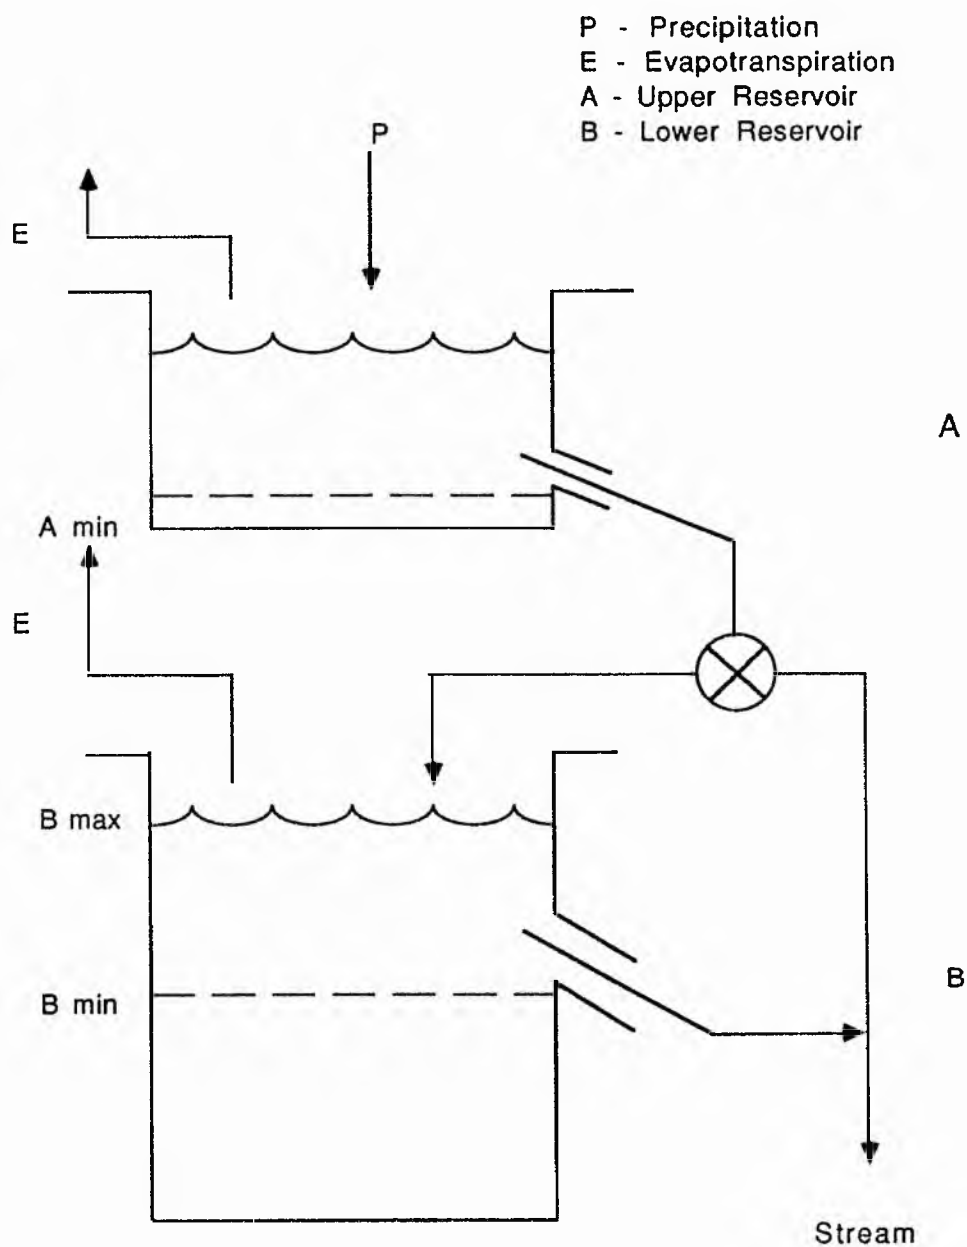 P - Precipitation
E - Evapotranspiration
A - Upper Reservoir
B - Lower Reservoir
P
E
A
A min
E
B max
B
B min
Stream